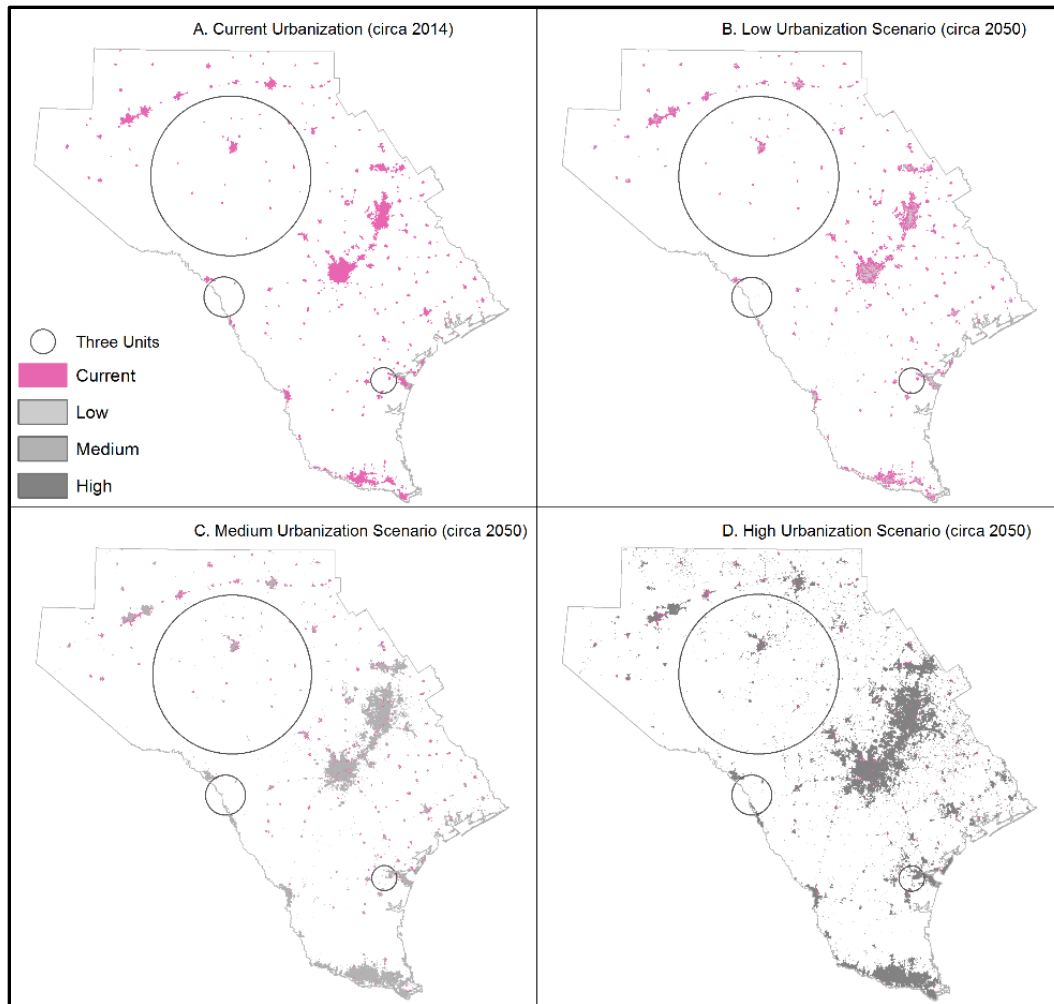 A. Current Urbanization (circa 2014)
B. Low Urbanization Scenario (circa 2050)
Three Units
Current
Low
Medium
High
C. Medium Urbanization Scenario (circa 2050)
D. High Urbanization Scenario (circa 2050)